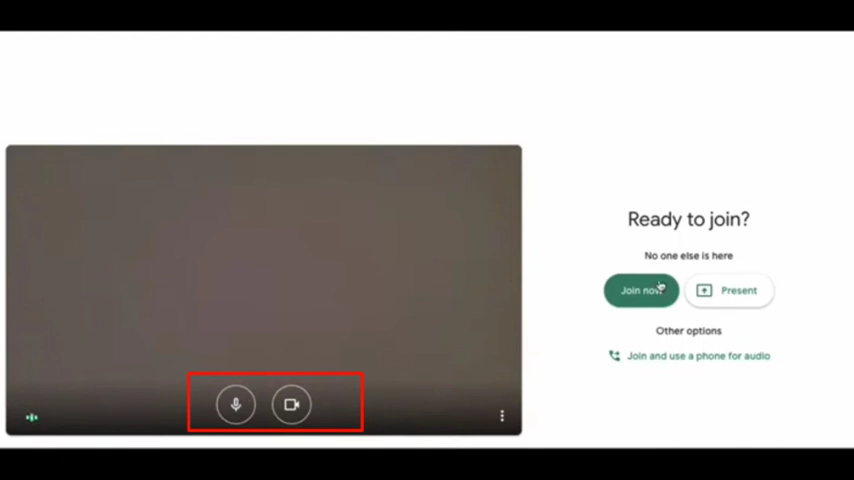 Ready to join?
No one else is here
Join now
Present
Other options
Join and use a phone for audio